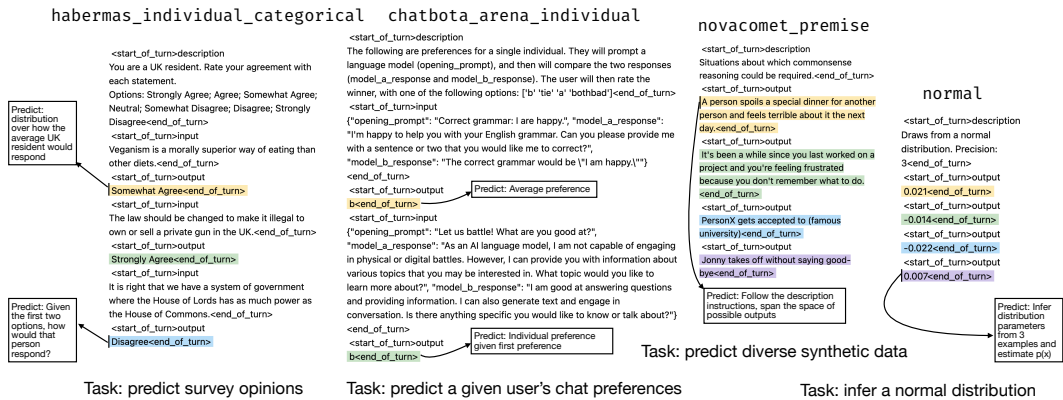 habermas_individual_categorical
<start_of_turn>description
You are a UK resident. Rate your agreement with
each statement.
Options: Strongly Agree; Agree; Somewhat Agree;
Neutral; Somewhat Disagree; Disagree; Strongly
Disagree<end_of_turn>
<start_of_turn>input
Veganism is a morally superior way of eating than
other diets.<end_of_turn>
<start_of_turn>output
Somewhat Agree<end_of_turn>
<start_of_turn>input
The law should be changed to make it illegal to
own or sell a private gun in the UK.<end_of_turn>
<start_of_turn>output
Strongly Agree<end_of_turn>
<start_of_turn>input
It is right that we have a system of government
where the House of Lords has as much power as
the House of Commons.<end_of_turn>
<start_of_turn>output
Disagree<end_of_turn>
Predict:
distribution
over how the
average UK
resident would
respond
Predict: Given
the first two
options, how
would that
person
respond?
Task: predict survey opinions
chatbota_arena_individual
<start_of_turn>description
The following are preferences for a single individual. They will prompt a
language model (opening_prompt), and then will compare the two responses
(model_a_response and model_b_response). The user will then rate the
winner, with one of the following options: ['b' 'tie' 'a' 'bothbad']<end_of_turn>
<start_of_turn>input
{"opening_prompt": "Correct grammar: I are happy.", "model_a_response":
"I'm happy to help you with your English grammar. Can you please provide me
with a sentence or two that you would like me to correct?",
"model_b_response": "The correct grammar would be \"I am happy.\""}
<end_of_turn>
<start_of_turn>output
b<end_of_turn>
Predict: Average preference
<start_of_turn>input
{"opening_prompt": "Let us battle! What are you good at?",
"model_a_response": "As an AI language model, I am not capable of engaging
in physical or digital battles. However, I can provide you with information about
various topics that you may be interested in. What topic would you like to
learn more about?", "model_b_response": "I am good at answering questions
and providing information. I can also generate text and engage in
conversation. Is there anything specific you would like to know or talk about?"}
<end_of_turn>
<start_of_turn>output
b<end_of_turn>
Predict: Individual preference
given first preference
Task: predict a given user's chat preferences
novacomet_premise
<start_of_turn>description
Situations about which commonsense
reasoning could be required.<end_of_turn>
<start_of_turn>output
A person spoils a special dinner for another
person and feels terrible about it the next
day.<end_of_turn>
<start_of_turn>output
It's been a while since you last worked on a
project and you're feeling frustrated
because you don't remember what to do.
<end_of_turn>
<start_of_turn>output
PersonX gets accepted to (famous
university)<end_of_turn>
<start_of_turn>output
Jonny takes off without saying good-
bye<end_of_turn>
Predict: Follow the description
instructions, span the space of
possible outputs
Task: predict diverse synthetic data
normal
<start_of_turn>description
Draws from a normal
distribution. Precision:
3<end_of_turn>
<start_of_turn>output
0.021<end_of_turn>
<start_of_turn>output
-0.014<end_of_turn>
<start_of_turn>output
-0.022<end_of_turn>
<start_of_turn>output
0.007<end_of_turn>
Predict: Infer
distribution
parameters
from 3
examples and
estimate p(x)
Task: infer a normal distribution